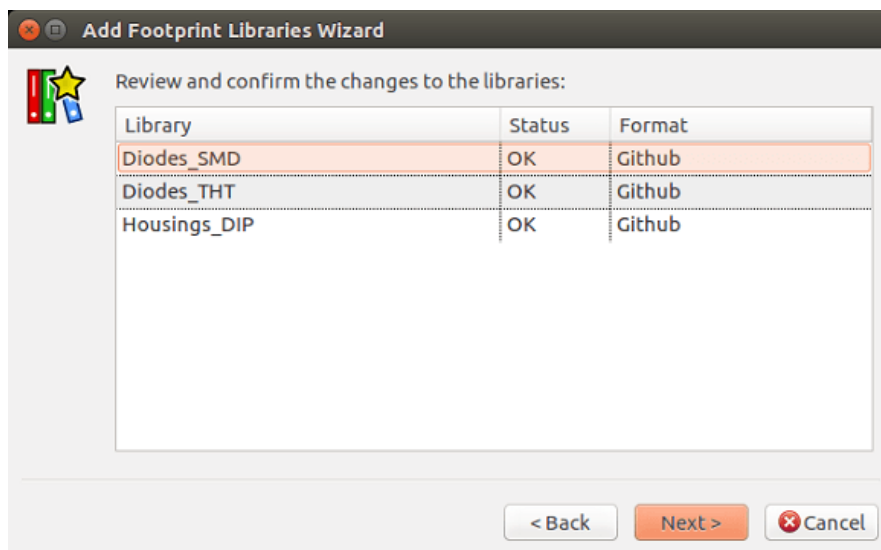 Add Footprint Libraries Wizard
Review and confirm the changes to the libraries:
Library Status Format
Diodes_SMD OK Github
Diodes_THT OK Github
Housings_DIP OK Github
< Back Next > Cancel